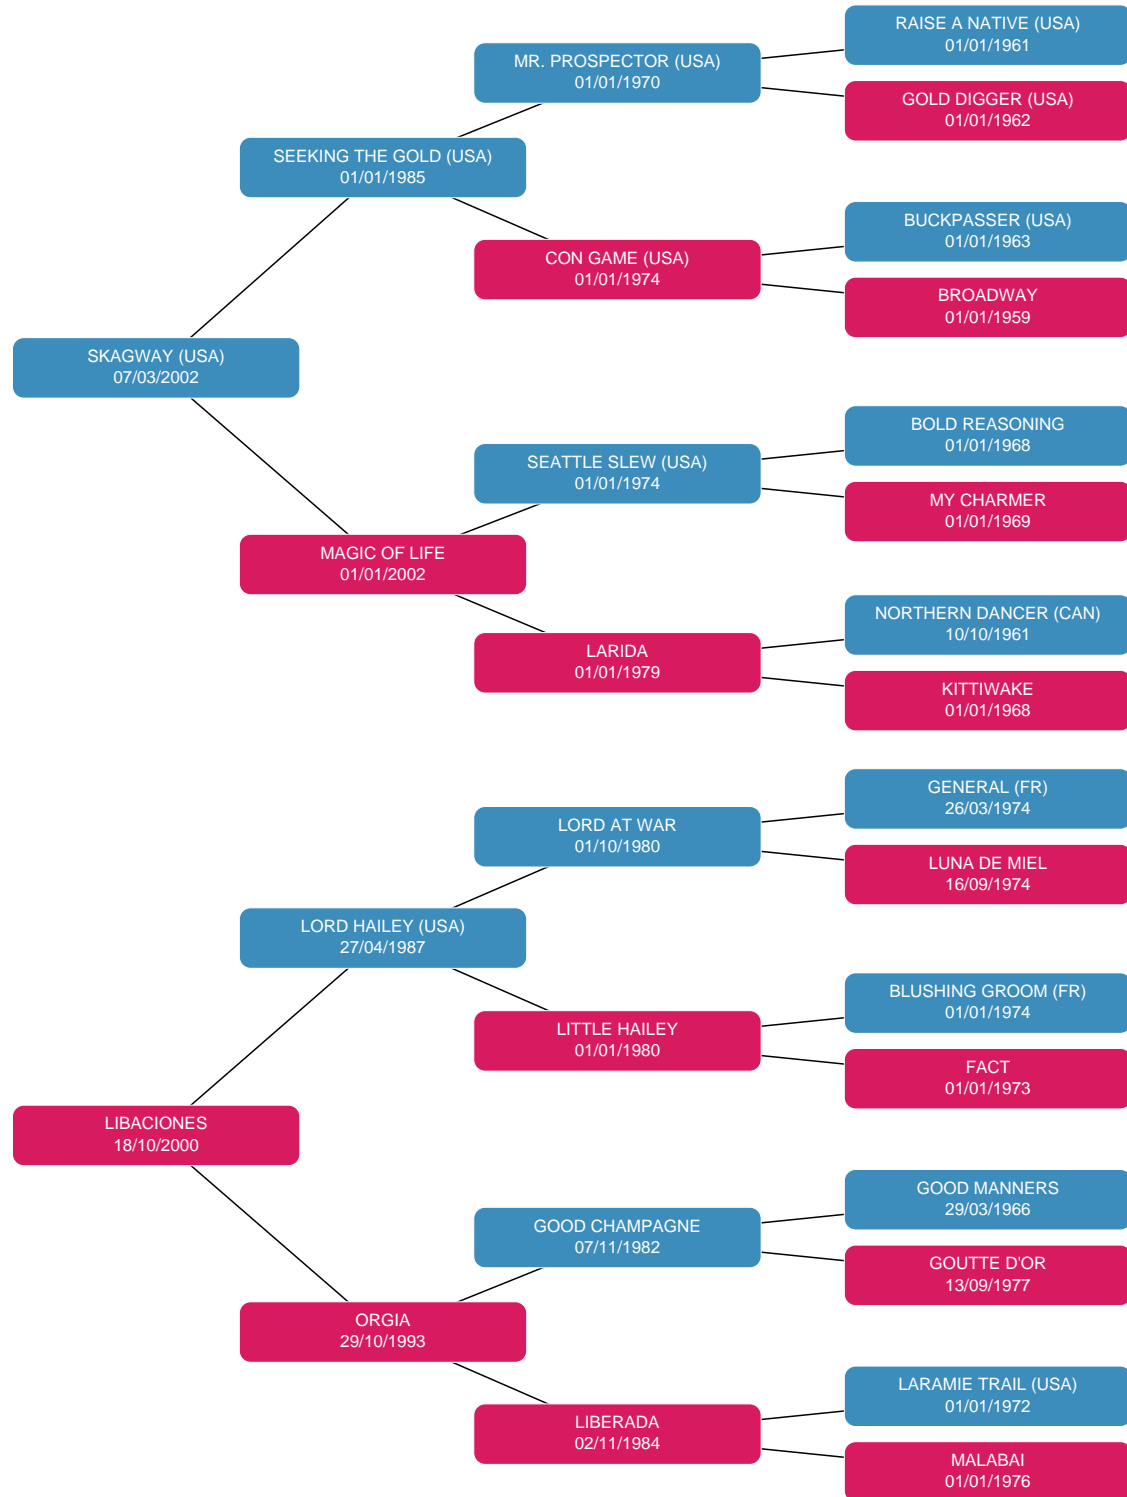 RAISE A NATIVE (USA)
01/01/1961
MR. PROSPECTOR (USA)
01/01/1970
GOLD DIGGER (USA)
01/01/1962
SEEKING THE GOLD (USA)
01/01/1985
BUCKPASSER (USA)
01/01/1963
CON GAME (USA)
01/01/1974
BROADWAY
01/01/1959
SKAGWAY (USA)
07/03/2002
BOLD REASONING
01/01/1968
SEATTLE SLEW (USA)
01/01/1974
MY CHARMER
01/01/1969
MAGIC OF LIFE
01/01/2002
NORTHERN DANCER (CAN)
10/10/1961
LARIDA
01/01/1979
KITTIWAKE
01/01/1968
GENERAL (FR)
26/03/1974
LORD AT WAR
01/10/1980
LUNA DE MIEL
16/09/1974
LORD HAILEY (USA)
27/04/1987
BLUSHING GROOM (FR)
01/01/1974
LITTLE HAILEY
01/01/1980
FACT
01/01/1973
LIBACIONES
18/10/2000
GOOD MANNERS
29/03/1966
GOOD CHAMPAGNE
07/11/1982
GOUTTE D'OR
13/09/1977
ORGIA
29/10/1993
LARAMIE TRAIL (USA)
01/01/1972
LIBERADA
02/11/1984
MALABAI
01/01/1976